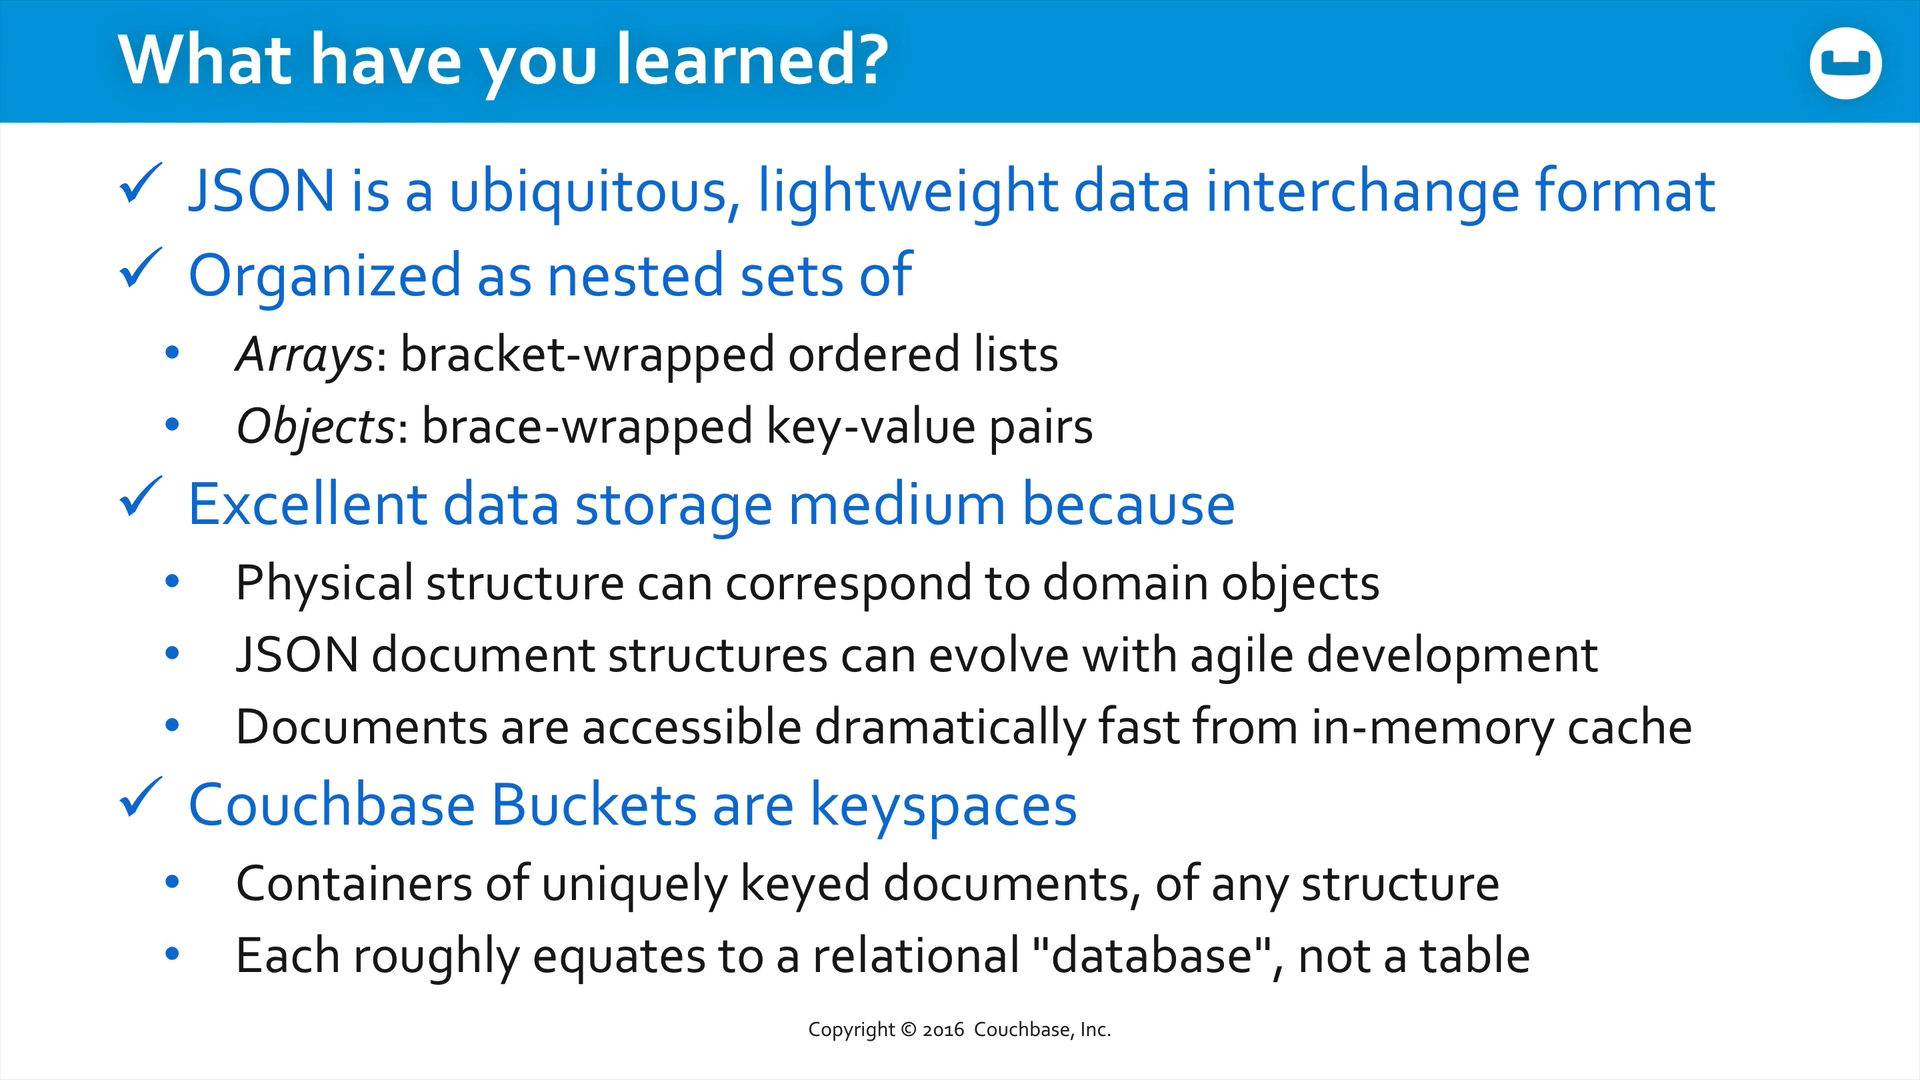 What have you learned?
✓ JSON is a ubiquitous, lightweight data interchange format
✓ Organized as nested sets of
• Arrays: bracket-wrapped ordered lists
• Objects: brace-wrapped key-value pairs
✓ Excellent data storage medium because
• Physical structure can correspond to domain objects
• JSON document structures can evolve with agile development
• Documents are accessible dramatically fast from in-memory cache
✓ Couchbase Buckets are keyspaces
• Containers of uniquely keyed documents, of any structure
• Each roughly equates to a relational "database", not a table
Copyright © 2016 Couchbase, Inc.